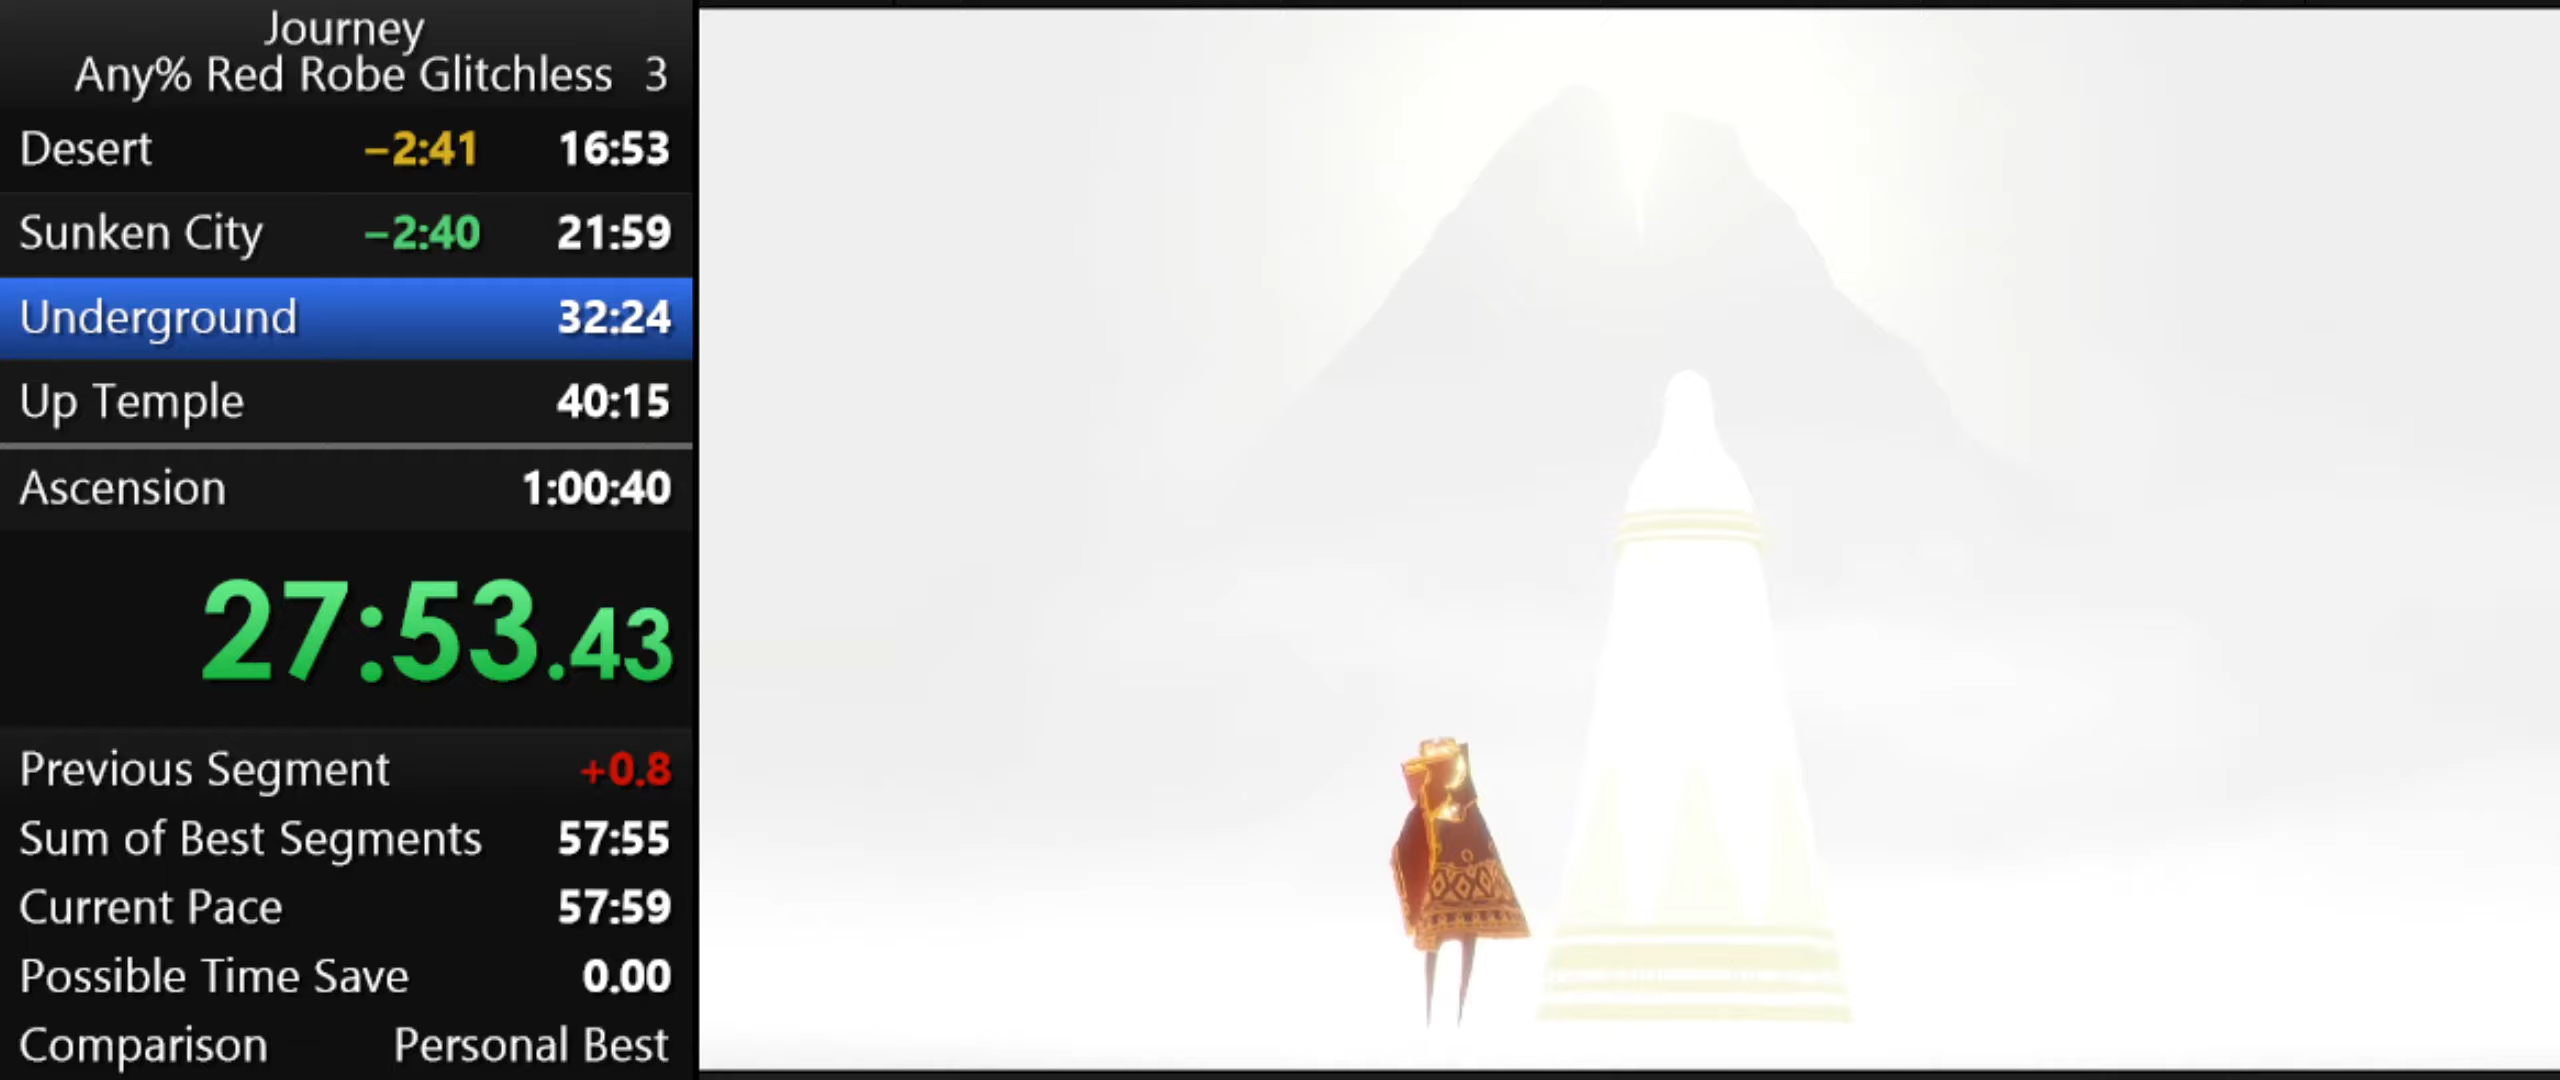 Journey
Any% Red Robe Glitchless 3
Desert −2:41 16:53
Sunken City −2:40 21:59
Underground 32:24
Up Temple 40:15
Ascension 1:00:40
27:53.43
Previous Segment +0.8
Sum of Best Segments 57:55
Current Pace 57:59
Possible Time Save 0.00
Comparison Personal Best